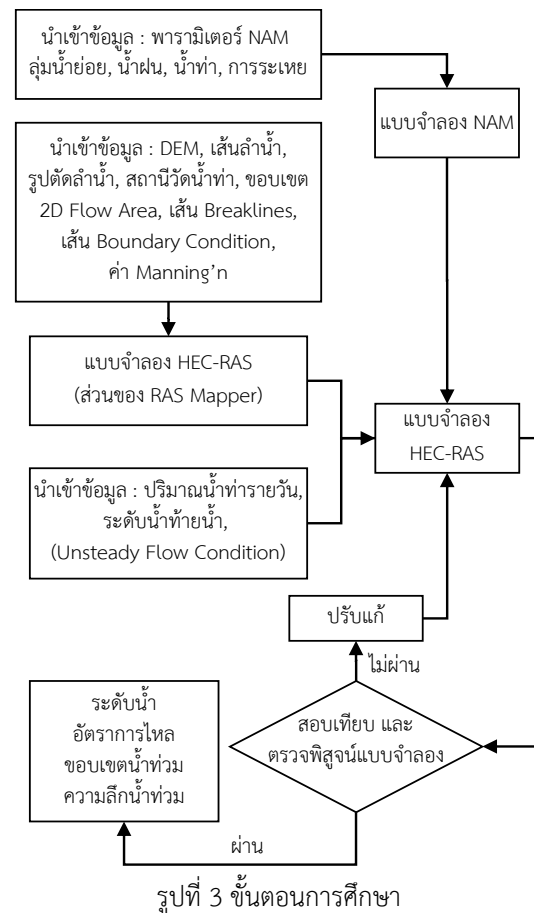 นำเข้าข้อมูล : พารามิเตอร์ NAM
ลุ่มน้ำย่อย, น้ำฝน, น้ำท่า, การระเหย
แบบจำลอง NAM
นำเข้าข้อมูล : DEM, เส้นลำน้ำ,
รูปตัดลำน้ำ, สถานีวัดน้ำท่า, ขอบเขต
2D Flow Area, เส้น Breaklines,
เส้น Boundary Condition,
ค่า Manning’n
แบบจำลอง HEC-RAS
(ส่วนของ RAS Mapper)
แบบจำลอง
HEC-RAS
นำเข้าข้อมูล : ปริมาณน้ำท่ารายวัน,
ระดับน้ำท้ายน้ำ,
(Unsteady Flow Condition)
ปรับแก้
ไม่ผ่าน
สอบเทียบ และ
ตรวจพิสูจน์แบบจำลอง
ระดับน้ำ
อัตราการไหล
ขอบเขตน้ำท่วม
ความลึกน้ำท่วม
ผ่าน
รูปที่ 3 ขั้นตอนการศึกษา